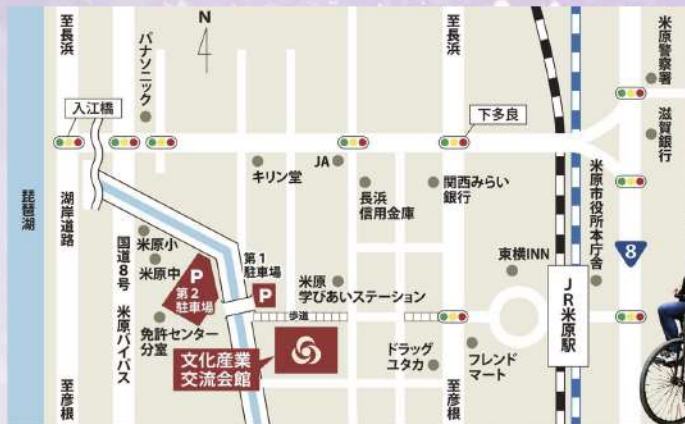 至長浜
パナソニック
N
至長浜
米原警察署
入江橋
下多良
滋賀銀行
キリン堂
JA
長浜
信用金庫
関西みらい
銀行
琵琶湖
湖岸道路
国道8号 米原バイパス
米原小
米原中
P
第2
駐車場
第1
駐車場
P
米原
学びあいステーション
歩道
東横INN
米原市役所本庁舎
8
JR米原駅
免許センター
分室
文化産業
交流会館
ドラッグ
ユタカ
フレンド
マート
至彦根
至彦根